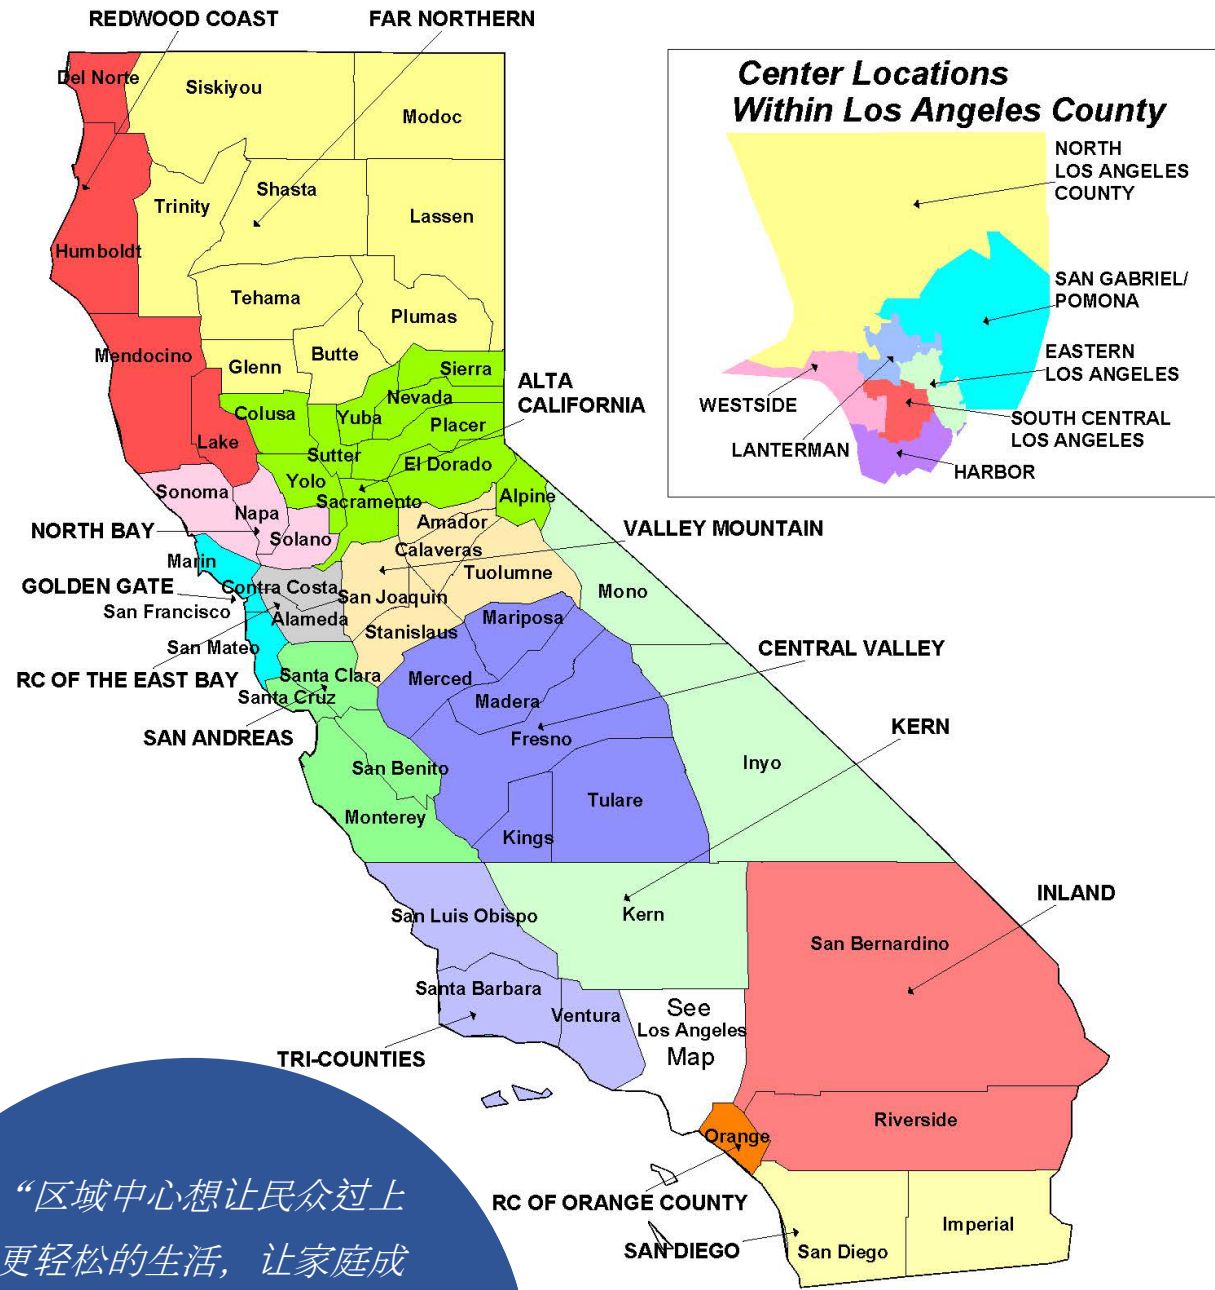 REDWOOD COAST
FAR NORTHERN
Del Norte
Siskiyou
Modoc
Trinity
Shasta
Lassen
Humboldt
Tehama
Plumas
Mendocino
Glenn
Butte
Sierra
Nevada
Colusa
Yuba
Placer
Lake
Sutter
El Dorado
ALTA
CALIFORNIA
Yolo
Sacramento
Alpine
Sonoma
Napa
Solano
Amador
NORTH BAY
VALLEY MOUNTAIN
Calaveras
Marin
Tuolumne
GOLDEN GATE
Contra Costa
San Joaquin
Mono
San Francisco
Alameda
Stanislaus
Mariposa
San Mateo
CENTRAL VALLEY
RC OF THE EAST BAY
Santa Clara
Merced
Santa Cruz
Madera
SAN ANDREAS
Fresno
KERN
San Benito
Inyo
Monterey
Tulare
Kings
San Luis Obispo
Kern
INLAND
San Bernardino
Santa Barbara
Ventura
See
Los Angeles
Map
TRI-COUNTIES
Orange
Riverside
RC OF ORANGE COUNTY
SAN DIEGO
San Diego
Imperial
Center Locations
Within Los Angeles County
NORTH
LOS ANGELES
COUNTY
SAN GABRIEL/
POMONA
EASTERN
LOS ANGELES
WESTSIDE
SOUTH CENTRAL
LOS ANGELES
LANTERMAN
HARBOR
“区域中心想让民众过上
更轻松的生活，让家庭成